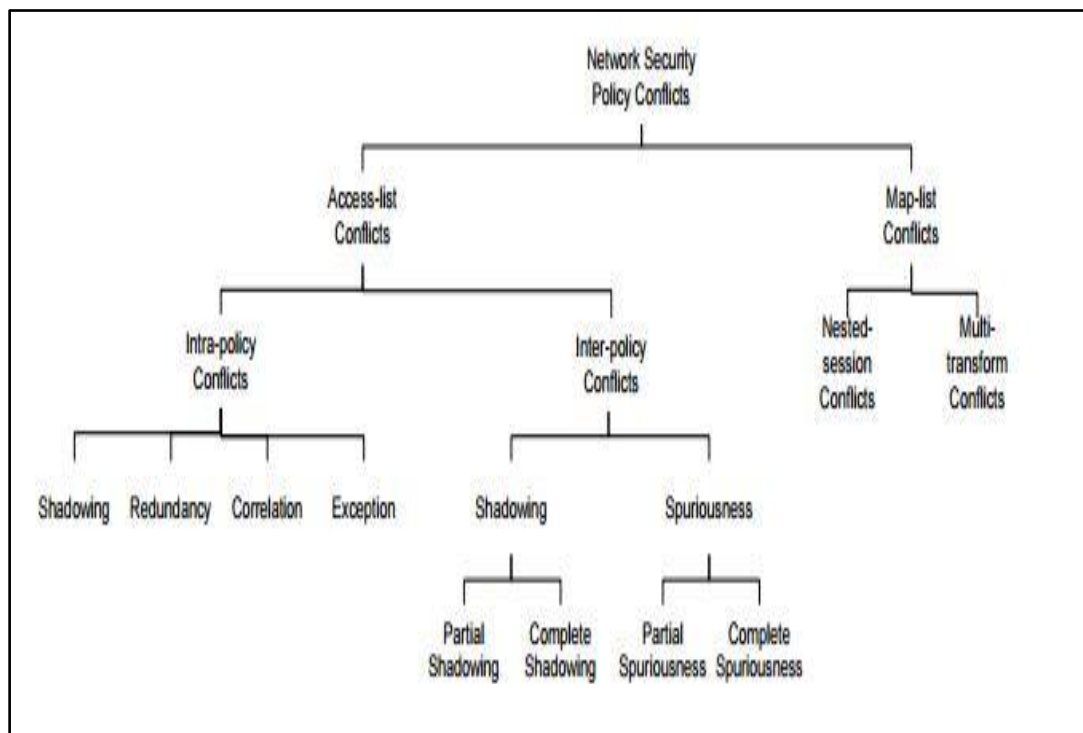 Network Security
Policy Conflicts
Access-list
Conflicts
Map-list
Conflicts
Intra-policy
Conflicts
Inter-policy
Conflicts
Nested-
session
Conflicts
Multi-
transform
Conflicts
Shadowing
Redundancy
Correlation
Exception
Shadowing
Spuriousness
Partial
Shadowing
Complete
Shadowing
Partial
Spuriousness
Complete
Spuriousness